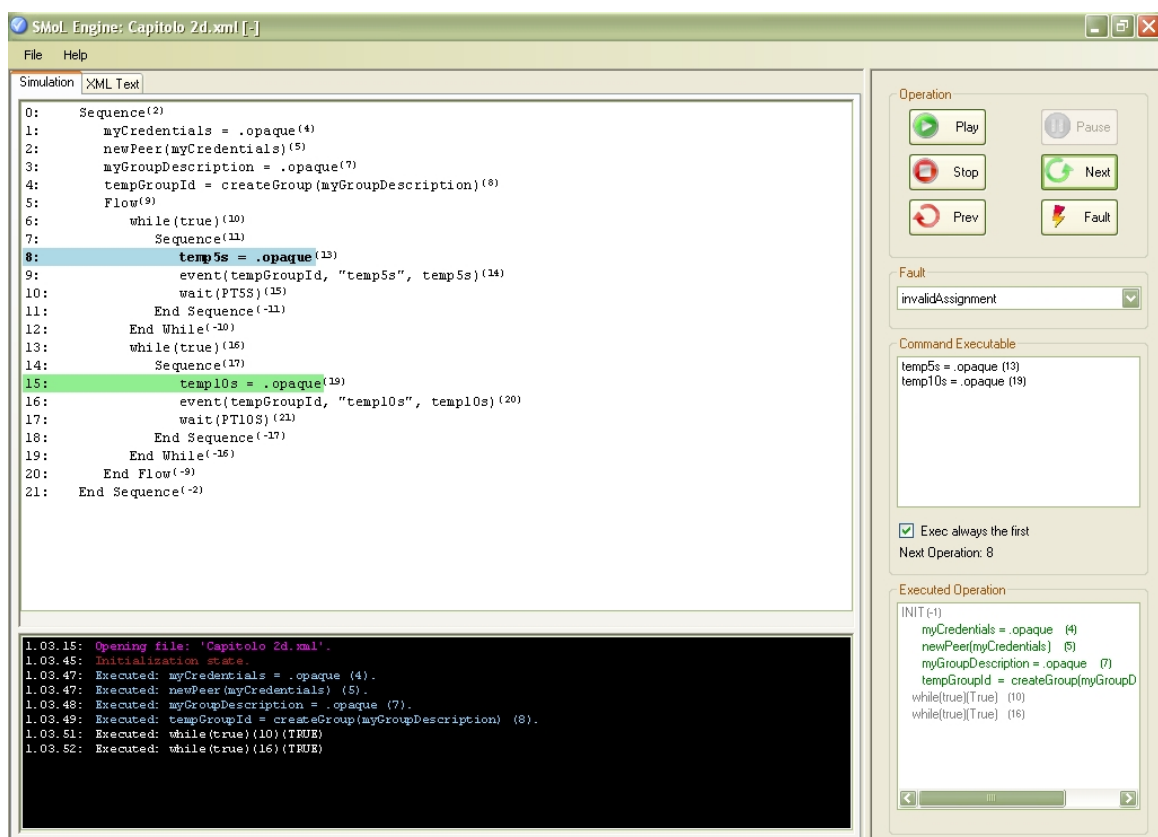 SMoL Engine: Capitolo 2d.xml [-]
File Help
Simulation XML Text
0: Sequence(2)
1: myCredentials = .opaque(4)
2: newPeer(myCredentials)(5)
3: myGroupDescription = .opaque(7)
4: tempGroupId = createGroup(myGroupDescription)(8)
5: Flow(9)
6: while(true)(10)
7: Sequence(11)
8: temp5s = .opaque(13)
9: event(tempGroupId, "temp5s", temp5s)(14)
10: wait(PT5S)(15)
11: End Sequence(-11)
12: End While(-10)
13: while(true)(16)
14: Sequence(17)
15: temp10s = .opaque(19)
16: event(tempGroupId, "temp10s", temp10s)(20)
17: wait(PT10S)(21)
18: End Sequence(-17)
19: End While(-16)
20: End Flow(-9)
21: End Sequence(-2)
1.03.15: Opening file: 'Capitolo 2d.xml'.
1.03.45: Initialization state.
1.03.47: Executed: myCredentials = .opaque (4).
1.03.47: Executed: newPeer(myCredentials) (5).
1.03.48: Executed: myGroupDescription = .opaque (7).
1.03.49: Executed: tempGroupId = createGroup(myGroupDescription) (8).
1.03.51: Executed: while(true)(10)(TRUE)
1.03.52: Executed: while(true)(16)(TRUE)
Operation
Play Pause
Stop Next
Prev Fault
Fault
invalidAssignment
Command Executable
temp5s = .opaque (13)
temp10s = .opaque (19)
Exec always the first
Next Operation: 8
Executed Operation
INIT (-1)
myCredentials = .opaque (4)
newPeer(myCredentials) (5)
myGroupDescription = .opaque (7)
tempGroupId = createGroup(myGroupD
while(true)(True) (10)
while(true)(True) (16)